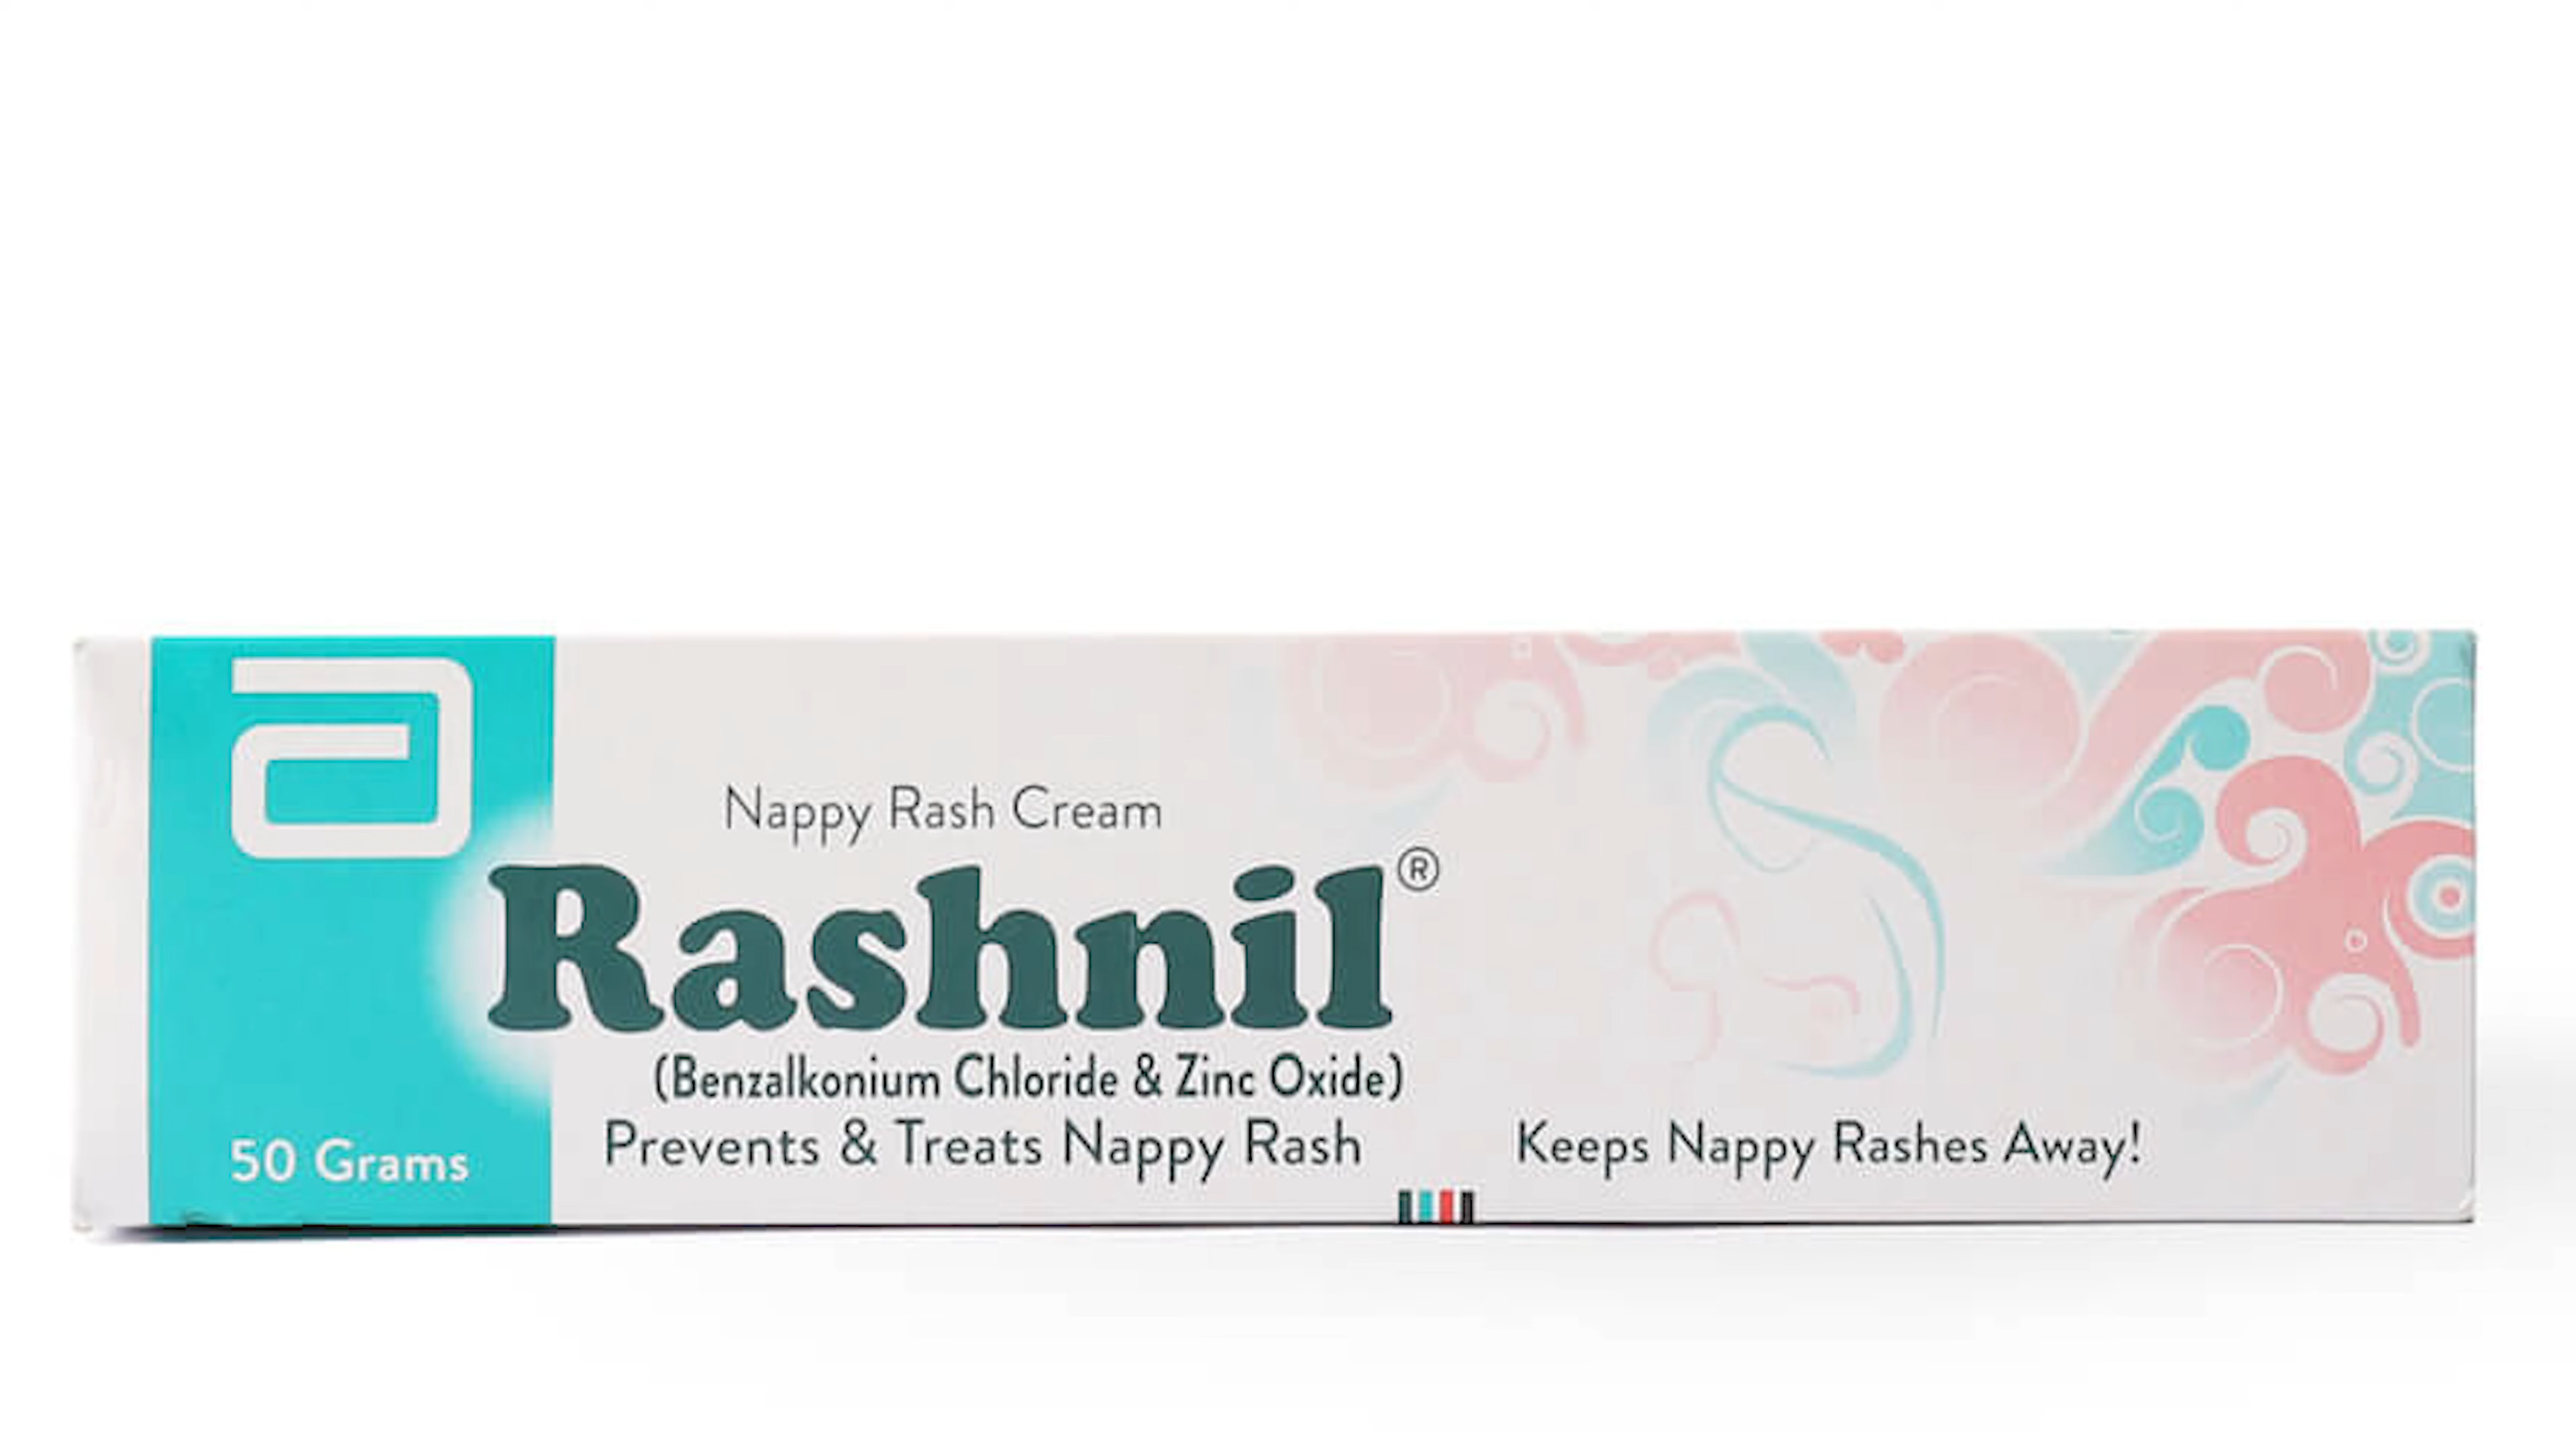 Nappy Rash Cream
Rashnil®
(Benzalkonium Chloride & Zinc Oxide)
Prevents & Treats Nappy Rash
50 Grams
Keeps Nappy Rashes Away!